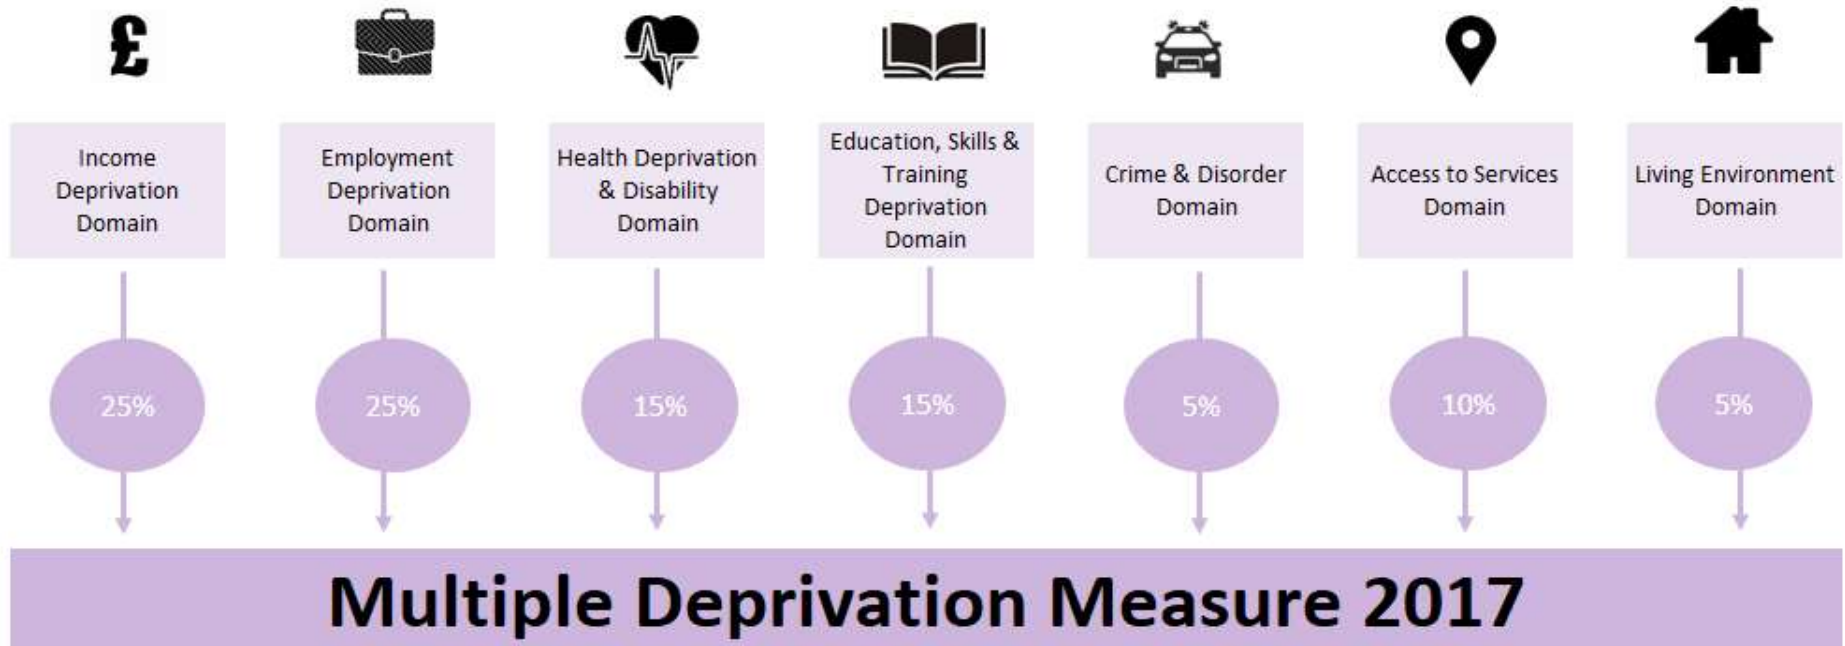 £
Income
Deprivation
Domain
Employment
Deprivation
Domain
Health Deprivation
& Disability
Domain
Education, Skills &
Training
Deprivation
Domain
Crime & Disorder
Domain
Access to Services
Domain
Living Environment
Domain
25%
25%
15%
15%
5%
10%
5%
Multiple Deprivation Measure 2017